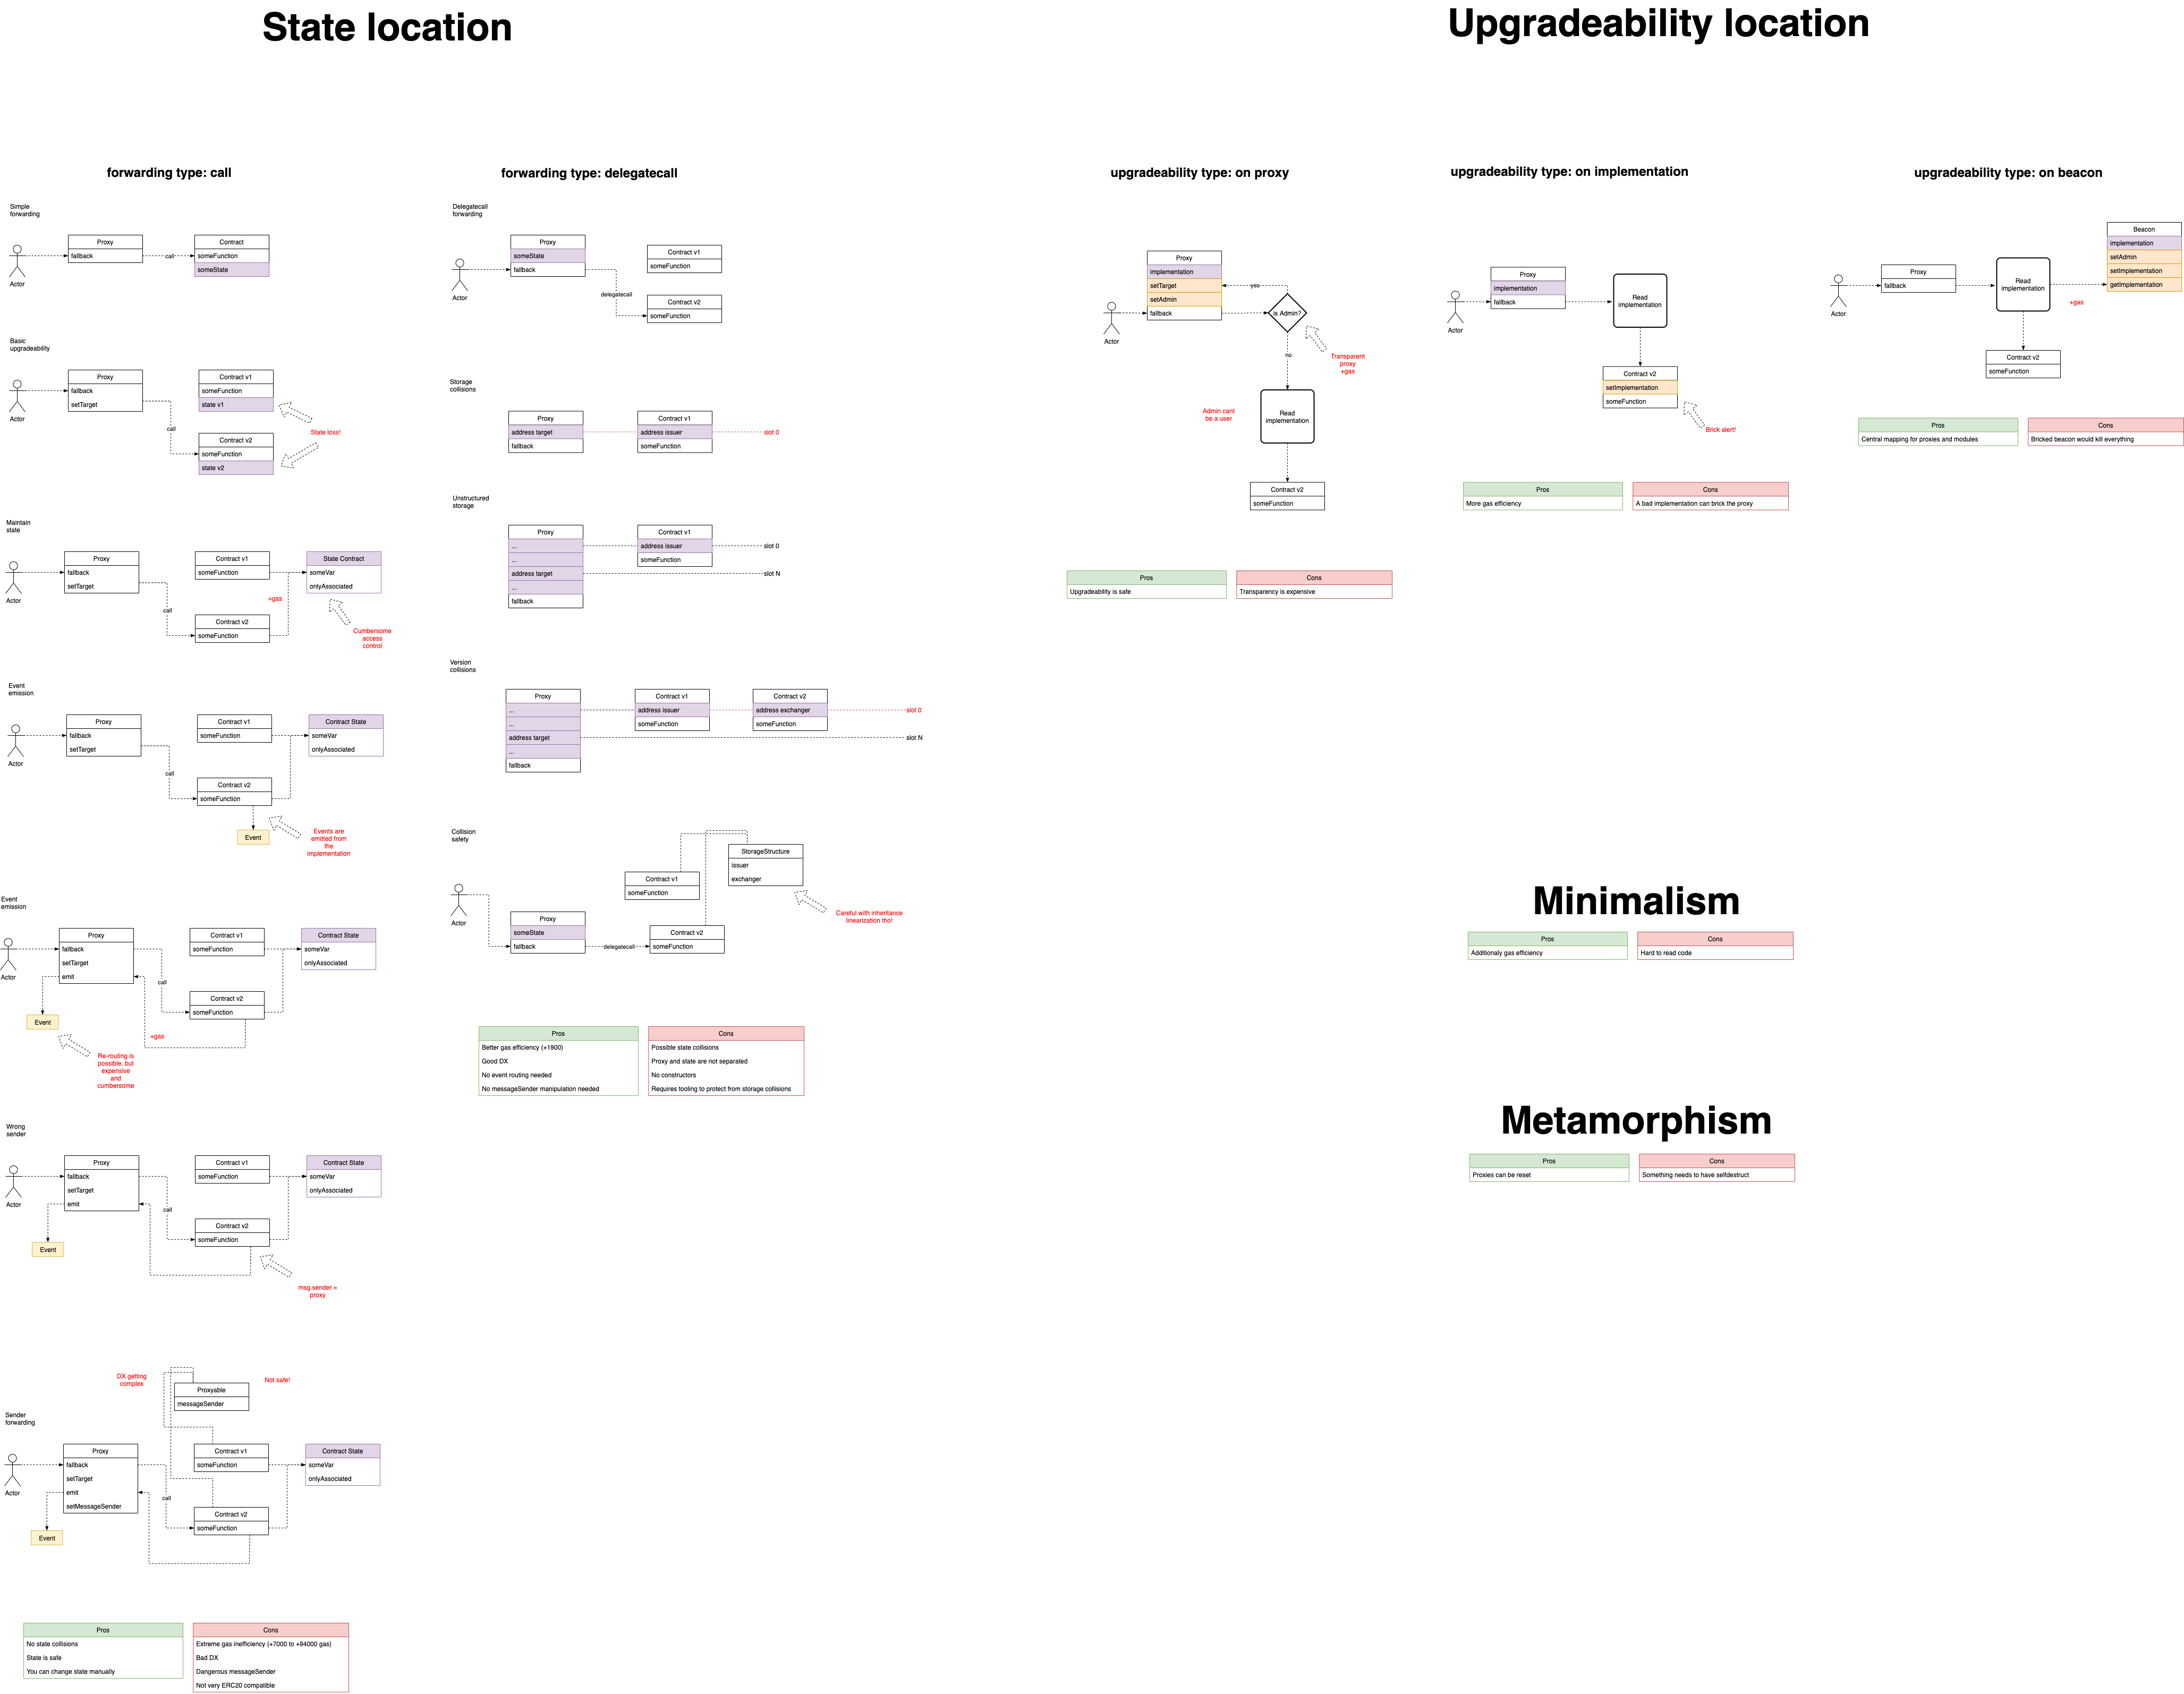 State location
Upgradeability location
forwarding type: call
Simple
forwarding
Actor
Proxy
fallback
call
Contract
someFunction
someState
Basic
upgradeability
Actor
Proxy
fallback
setTarget
call
Contract v1
someFunction
state v1
Contract v2
someFunction
state v2
State loss!
Maintain
state
Actor
Proxy
fallback
setTarget
call
Contract v1
someFunction
Contract v2
someFunction
+gas
State Contract
someVar
onlyAssociated
Cumbersome
access
control
Event
emission
Actor
Proxy
fallback
setTarget
call
Contract v1
someFunction
Contract v2
someFunction
Contract State
someVar
onlyAssociated
Event
Events are
emitted from
the
implementation
Event
emission
Actor
Proxy
fallback
setTarget
emit
call
Contract v1
someFunction
Contract v2
someFunction
Contract State
someVar
onlyAssociated
Event
+gas
Re-routing is
possible, but
expensive
and
cumbersome
Wrong
sender
Actor
Proxy
fallback
setTarget
emit
call
Contract v1
someFunction
Contract v2
someFunction
Contract State
someVar
onlyAssociated
Event
msg.sender =
proxy
DX getting
complex
Not safe!
Proxyable
messageSender
Sender
forwarding
Actor
Proxy
fallback
setTarget
emit
setMessageSender
call
Contract v1
someFunction
Contract v2
someFunction
Contract State
someVar
onlyAssociated
Event
Pros
No state collisions
State is safe
You can change state manually
Cons
Extreme gas inefficiency (+7000 to +94000 gas)
Bad DX
Dangerous messageSender
Not very ERC20 compatible
forwarding type: delegatecall
Delegatecall
forwarding
Actor
Proxy
someState
fallback
delegatecall
Contract v1
someFunction
Contract v2
someFunction
Storage
collisions
Proxy
address target
fallback
Contract v1
address issuer
someFunction
slot 0
Unstructured
storage
Proxy
...
...
address target
...
fallback
Contract v1
address issuer
someFunction
slot 0
slot N
Version
collisions
Proxy
...
...
address target
...
fallback
Contract v1
address issuer
someFunction
Contract v2
address exchanger
someFunction
slot 0
slot N
Collision
safety
Actor
Proxy
someState
fallback
delegatecall
Contract v1
someFunction
Contract v2
someFunction
StorageStructure
issuer
exchanger
Careful with inheritance
linearization tho!
Pros
Better gas efficiency (+1900)
Good DX
No event routing needed
No messageSender manipulation needed
Cons
Possible state collisions
Proxy and state are not separated
No constructors
Requires tooling to protect from storage collisions
upgradeability type: on proxy
Actor
Proxy
implementation
setTarget
setAdmin
fallback
yes
is Admin?
no
Transparent
proxy
+gas
Admin cant
be a user
Read
implementation
Contract v2
someFunction
Pros
Upgradeability is safe
Cons
Transparency is expensive
upgradeability type: on implementation
Actor
Proxy
implementation
fallback
Read
implementation
Contract v2
setImplementation
someFunction
Brick alert!
Pros
More gas efficiency
Cons
A bad implementation can brick the proxy
upgradeability type: on beacon
Actor
Proxy
fallback
Read
implementation
+gas
Beacon
implementation
setAdmin
setImplementation
getImplementation
Contract v2
someFunction
Pros
Central mapping for proxies and modules
Cons
Bricked beacon would kill everything
Minimalism
Pros
Additionaly gas efficiency
Cons
Hard to read code
Metamorphism
Pros
Proxies can be reset
Cons
Something needs to have selfdestruct